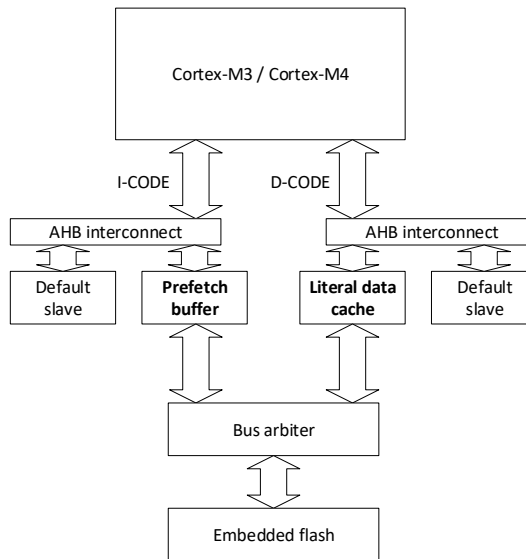 Cortex-M3 / Cortex-M4
I-CODE
D-CODE
AHB interconnect
AHB interconnect
Default
slave
Prefetch
buffer
Literal data
cache
Default
slave
Bus arbiter
Embedded flash